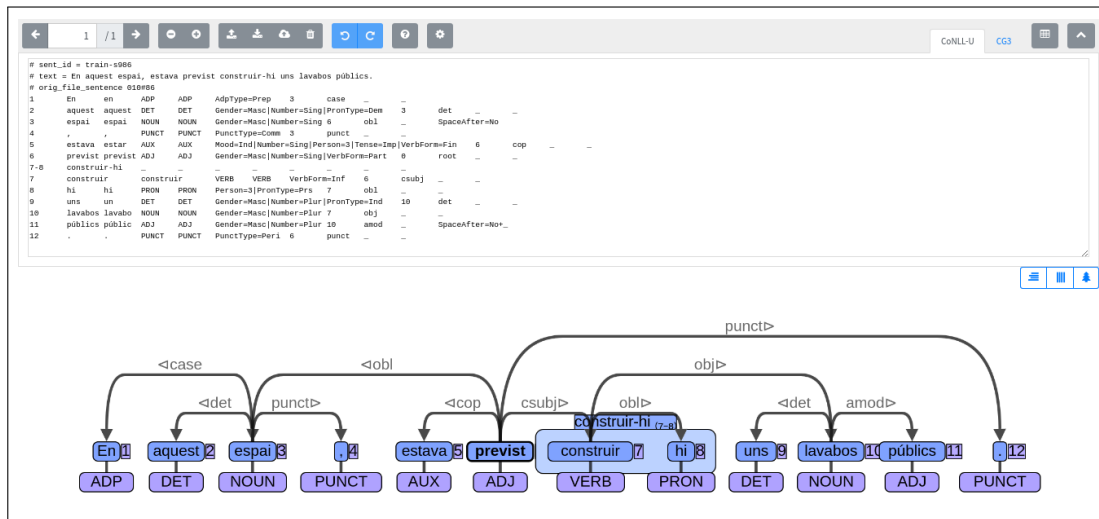 1 / 1
CoNLL-U CG3
# sent_id = train-s986
# text = En aquest espai, estava previst construir-hi uns lavabos públics.
# orig_file_sentence 010#86
1 En en ADP ADP AdpType=Prep 3 case _ _
2 aquest aquest DET DET Gender=Masc|Number=Sing|PronType=Dem 3 det _ _
3 espai espai NOUN NOUN Gender=Masc|Number=Sing 6 obl _ SpaceAfter=No
4 , , PUNCT PUNCT PunctType=Comm 3 punct _ _
5 estava estar AUX AUX Mood=Ind|Number=Sing|Person=3|Tense=Imp|VerbForm=Fin 6 cop _ _
6 previst previst ADJ ADJ Gender=Masc|Number=Sing|VerbForm=Part 0 root _ _
7-8 construir-hi _ _ _ _ _ _ _ _
7 construir construir VERB VERB VerbForm=Inf 6 csubj _ _
8 hi hi PRON PRON Person=3|PronType=Prs 7 obl _ _
9 uns un DET DET Gender=Masc|Number=Plur|PronType=Ind 10 det _ _
10 lavabos lavabo NOUN NOUN Gender=Masc|Number=Plur 7 obj _ _
11 públics públic ADJ ADJ Gender=Masc|Number=Plur 10 amod _ SpaceAfter=No+_
12 . . PUNCT PUNCT PunctType=Peri 6 punct _ _
punct⊳
⊲case ⊲obl obj⊳
⊲det punct⊳ ⊲cop csubj⊳ obl⊳ ⊲det amod⊳
construir-hi (7-8)
En 1 aquest 2 espai 3 , 4 estava 5 previst construir 7 hi 8 uns 9 lavabos 10 públics 11 . 12
ADP DET NOUN PUNCT AUX ADJ VERB PRON DET NOUN ADJ PUNCT